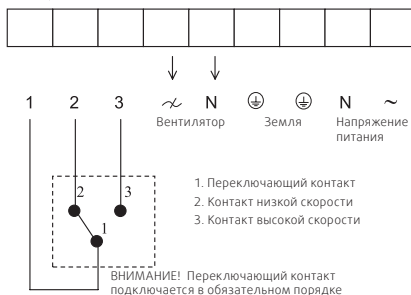 1 2 3 N N ~
Вентилятор Земля Напряжение
питания
2 3
1
1. Переключающий контакт
2. Контакт низкой скорости
3. Контакт высокой скорости
ВНИМАНИЕ! Переключающий контакт
подключается в обязательном порядке